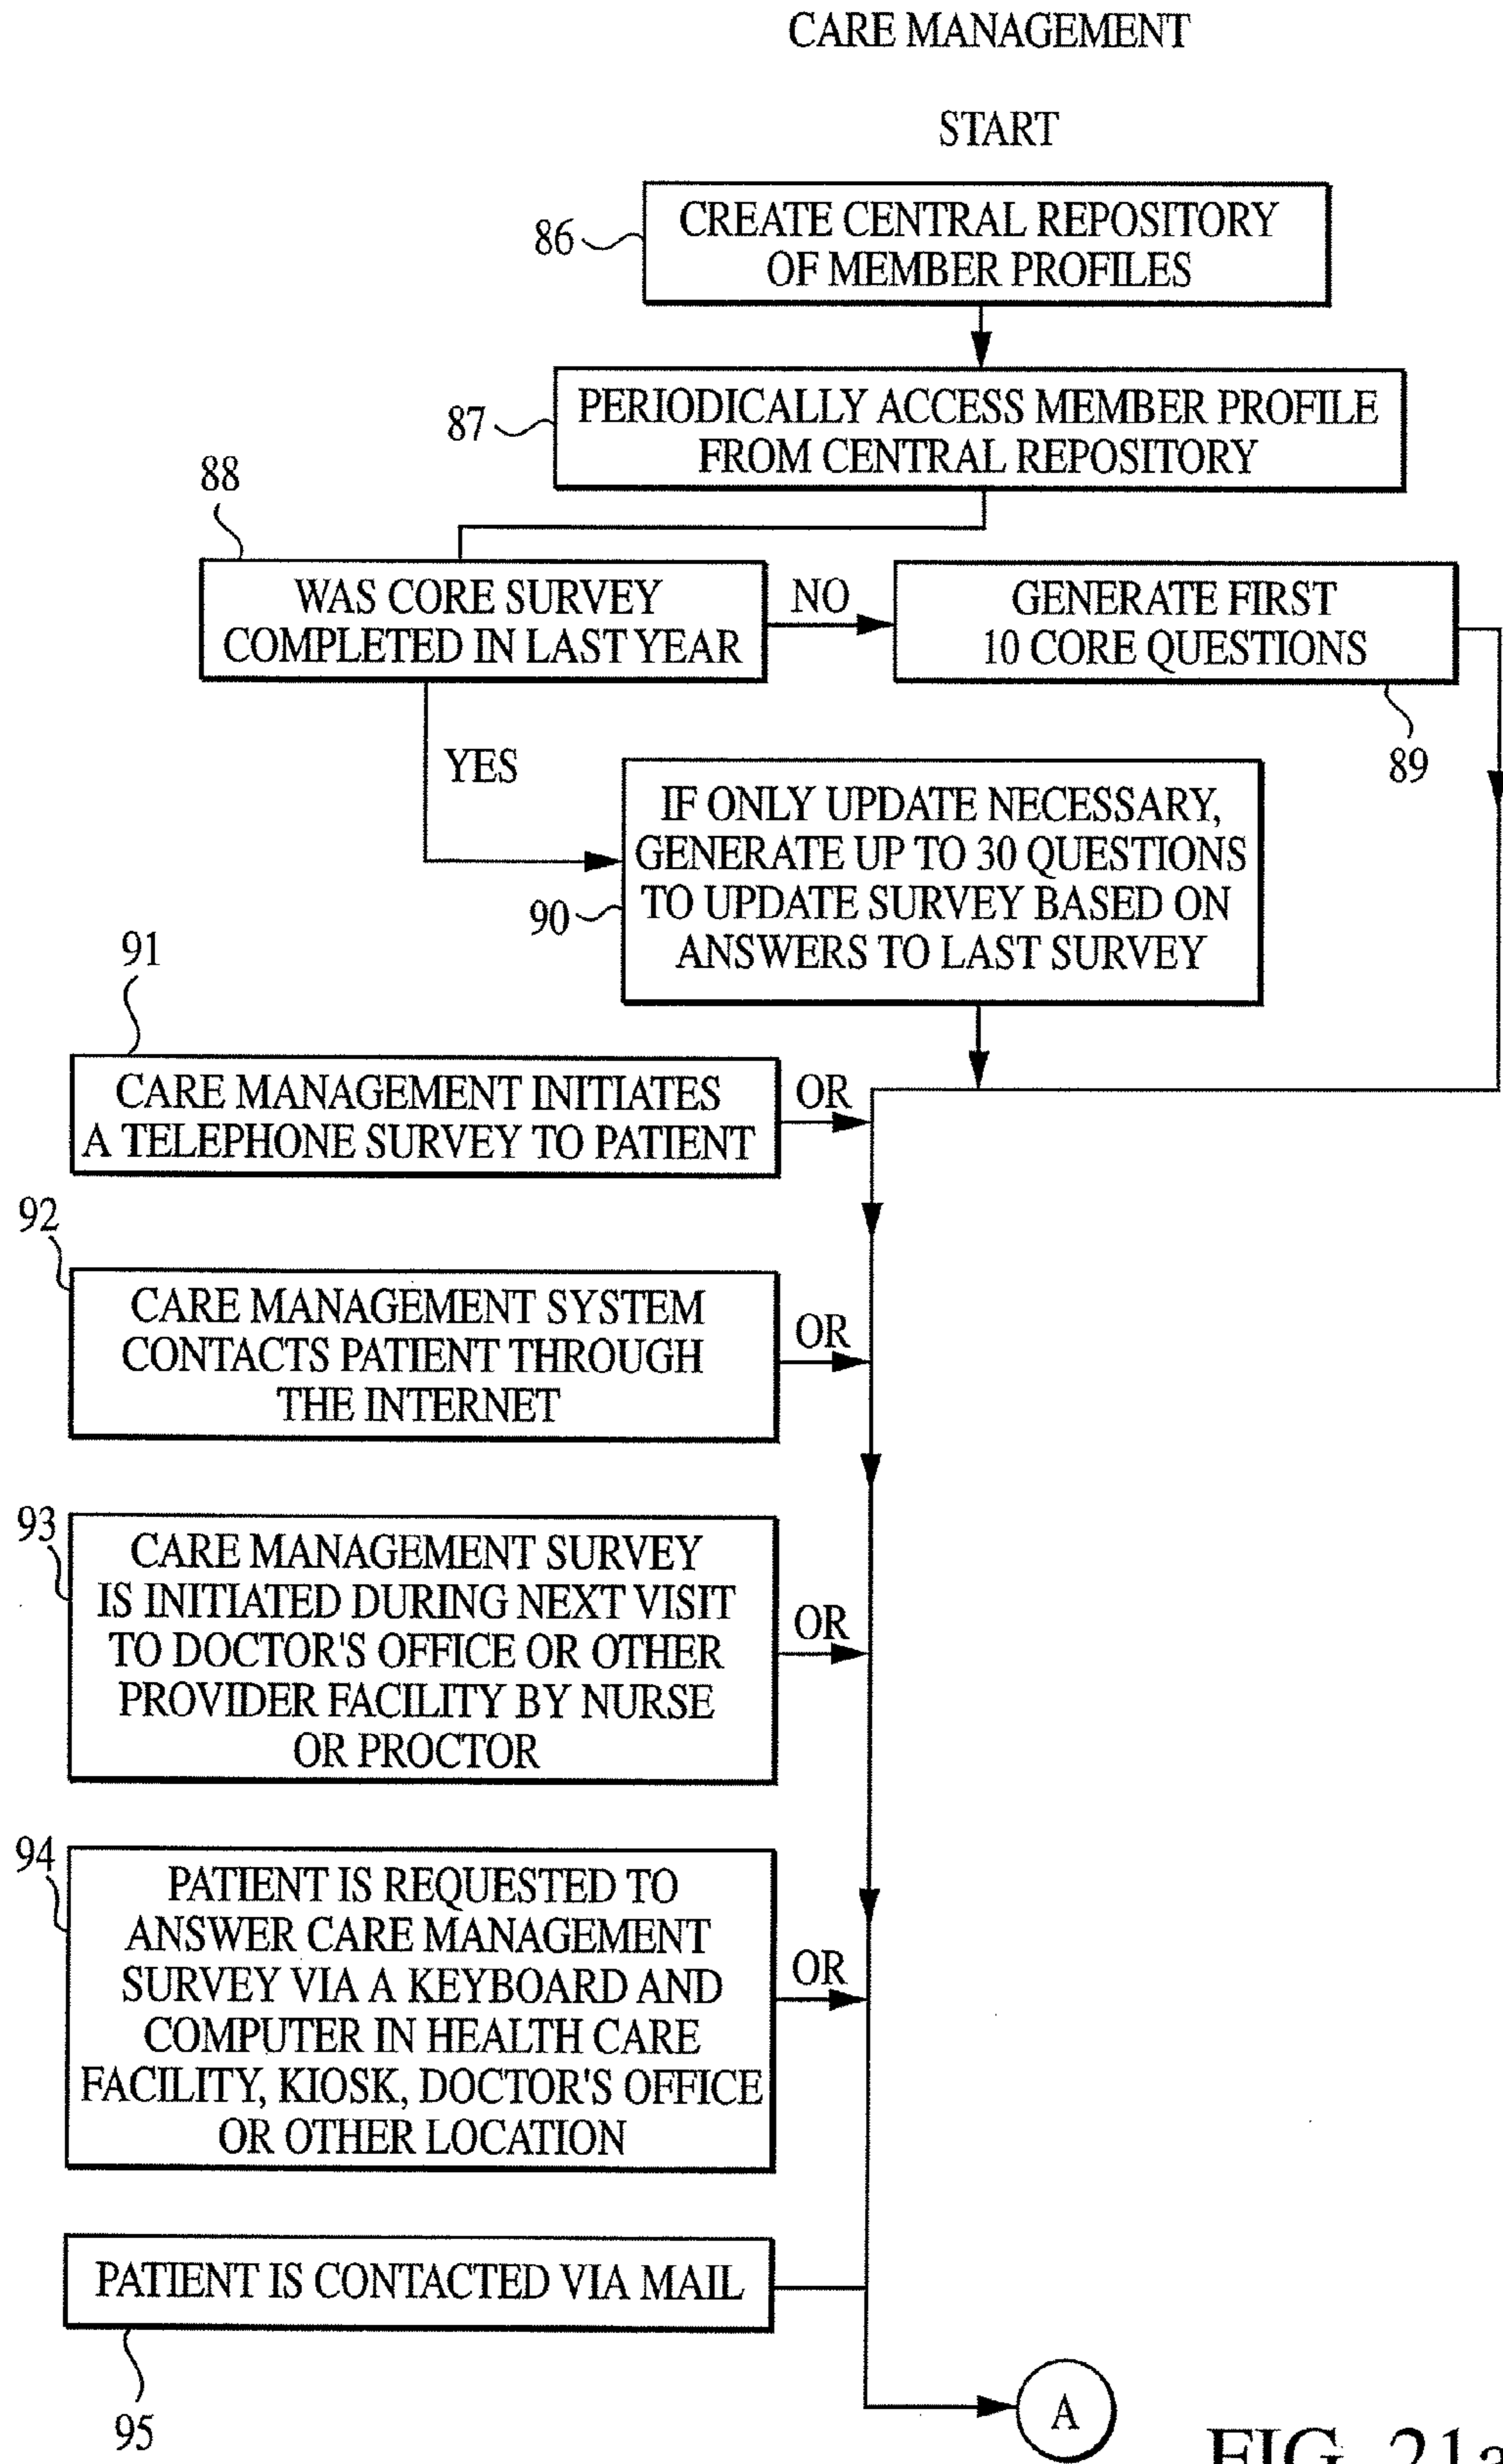 CARE MANAGEMENT
START
86
CREATE CENTRAL REPOSITORY
OF MEMBER PROFILES
87
PERIODICALLY ACCESS MEMBER PROFILE
FROM CENTRAL REPOSITORY
88
WAS CORE SURVEY
COMPLETED IN LAST YEAR
NO
GENERATE FIRST
10 CORE QUESTIONS
89
YES
IF ONLY UPDATE NECESSARY,
GENERATE UP TO 30 QUESTIONS
TO UPDATE SURVEY BASED ON
ANSWERS TO LAST SURVEY
90
91
CARE MANAGEMENT INITIATES
A TELEPHONE SURVEY TO PATIENT
OR
92
CARE MANAGEMENT SYSTEM
CONTACTS PATIENT THROUGH
THE INTERNET
OR
93
CARE MANAGEMENT SURVEY
IS INITIATED DURING NEXT VISIT
TO DOCTOR'S OFFICE OR OTHER
PROVIDER FACILITY BY NURSE
OR PROCTOR
OR
94
PATIENT IS REQUESTED TO
ANSWER CARE MANAGEMENT
SURVEY VIA A KEYBOARD AND
COMPUTER IN HEALTH CARE
FACILITY, KIOSK, DOCTOR'S OFFICE
OR OTHER LOCATION
OR
PATIENT IS CONTACTED VIA MAIL
95
A
FIG. 21a